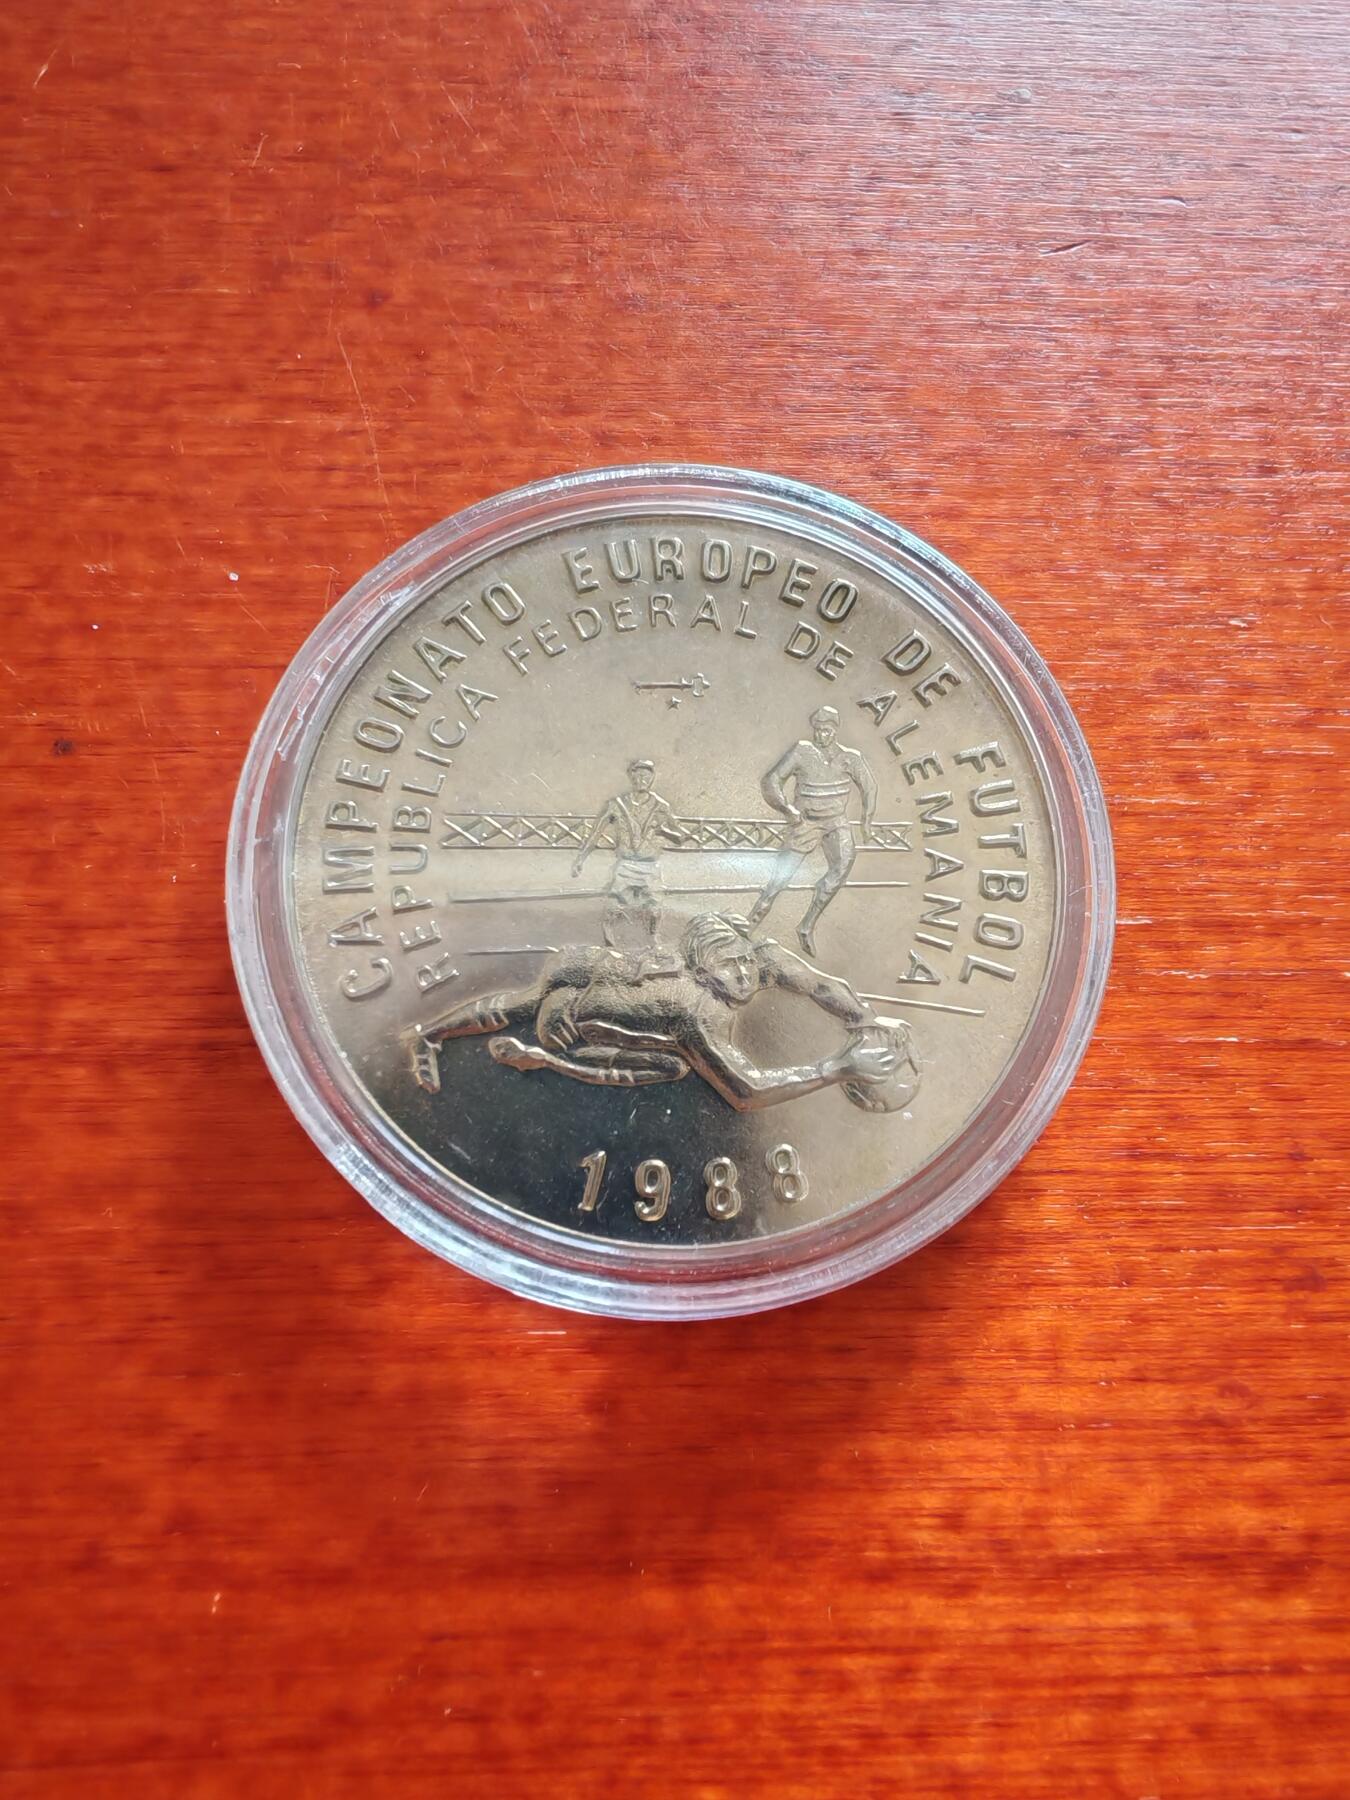 CAMPEONATO EUROPEO DE FUTBOL
REPUBLICA FEDERAL DE ALEMANIA
1988